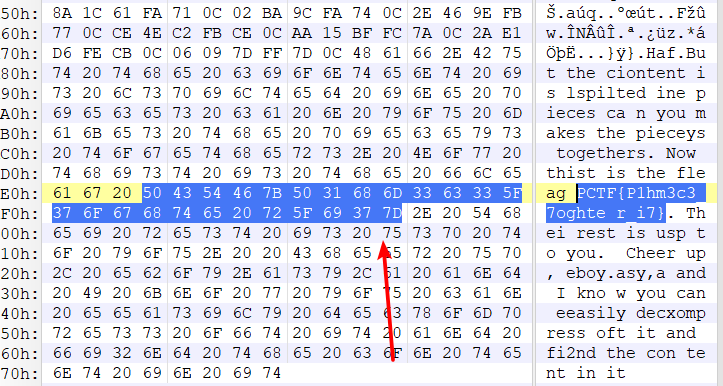 50h: 8A 1C 61 FA 71 0C 02 BA 9C FA 74 0C 2E 46 9E FB Š.aúq..ºœút..Fžû
60h: 77 0C CE 4E C2 FB CE 0C AA 15 BF FC 7A 0C 2A E1 w.ÎNÂûÎ.ª.¿üz.*á
70h: D6 FE CB 0C 06 09 7D FF 7D 0C 48 61 66 2E 42 75 ÖþË...}ÿ}.Haf.Bu
80h: 74 20 74 68 65 20 63 69 6F 6E 74 65 6E 74 20 69 t the ciontent i
90h: 73 20 6C 73 70 69 6C 74 65 64 20 69 6E 65 20 70 s lspilted ine p
A0h: 69 65 63 65 73 20 63 61 20 6E 20 79 6F 75 20 6D ieces ca n you m
B0h: 61 6B 65 73 20 74 68 65 20 70 69 65 63 65 79 73 akes the pieceys
C0h: 20 74 6F 67 65 74 68 65 72 73 2E 20 4E 6F 77 20 togethers. Now
D0h: 74 68 69 73 74 20 69 73 20 74 68 65 20 66 6C 65 thist is the fle
E0h: 61 67 20 50 43 54 46 7B 50 31 68 6D 33 63 33 5F ag PCTF{P1hm3c3_
F0h: 37 6F 67 68 74 65 20 72 5F 69 37 7D 2E 20 54 68 7oghte r_i7}. Th
00h: 65 69 20 72 65 73 74 20 69 73 20 75 73 70 20 74 ei rest is usp t
10h: 6F 20 79 6F 75 2E 20 20 43 68 65 65 72 20 75 70 o you.  Cheer up
20h: 2C 20 65 62 6F 79 2E 61 73 79 2C 61 20 61 6E 64 , eboy.asy,a and
30h: 20 49 20 6B 6E 6F 20 77 20 79 6F 75 20 63 61 6E I kno w you can
40h: 20 65 65 61 73 69 6C 79 20 64 65 63 78 6F 6D 70 eeasily decxomp
50h: 72 65 73 73 20 6F 66 74 20 69 74 20 61 6E 64 20 ress oft it and
60h: 66 69 32 6E 64 20 74 68 65 20 63 6F 6E 20 74 65 fi2nd the con te
70h: 6E 74 20 69 6E 20 69 74 nt in it